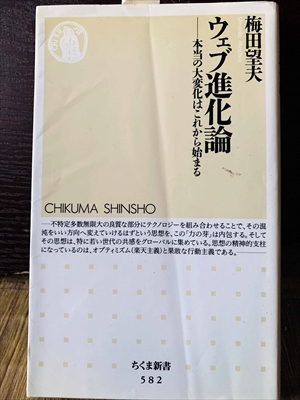 梅田望夫
ウェブ進化論
──本当の大変化はこれから始まる
CHIKUMA SHINSHO
─不特定多数無限大の良質な部分にテクノロジーを組み合わせることで、その混
沌をいい方向へ変えていけるはずという思想を、この「力の芽」は内包する。そして
その思想は、特に若い世代の共感をグローバルに集めている。思想の精神的支柱
になっているのは、オプティミズム(楽天主義)と果敢な行動主義である。─
ちくま新書
582